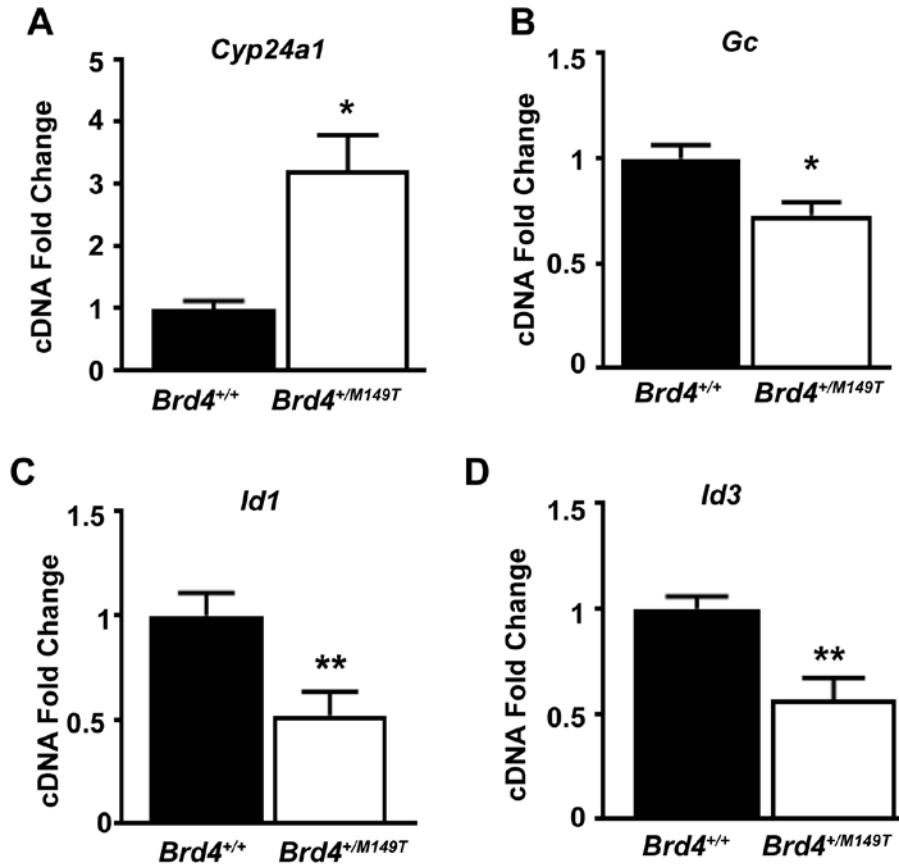 A
Cyp24a1
cDNA Fold Change
5
4
3
2
1
0
*
Brd4+/+
Brd4+/M149T
B
Gc
cDNA Fold Change
1.5
1
0.5
0
*
Brd4+/+
Brd4+/M149T
C
Id1
cDNA Fold Change
1.5
1
0.5
0
**
Brd4+/+
Brd4+/M149T
D
Id3
cDNA Fold Change
1.5
1
0.5
0
**
Brd4+/+
Brd4+/M149T